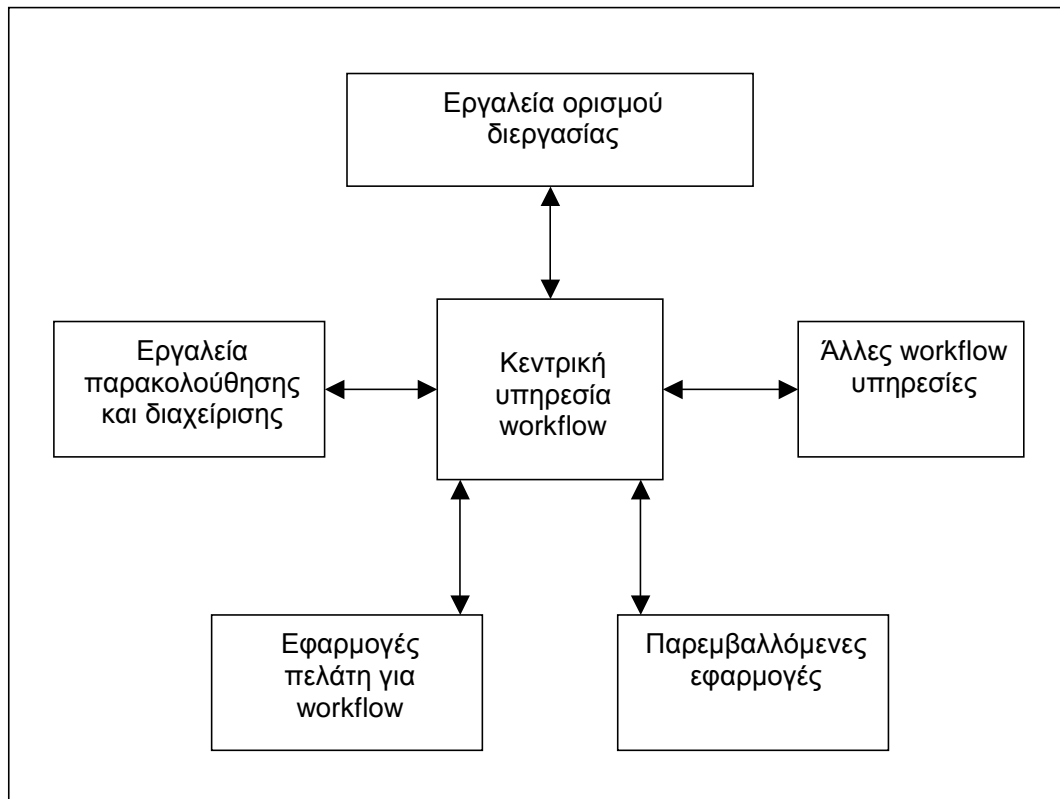 Εργαλεία ορισμού
διεργασίας
Εργαλεία
παρακολούθησης
και διαχείρισης
Κεντρική
υπηρεσία
workflow
Άλλες workflow
υπηρεσίες
Εφαρμογές
πελάτη για
workflow
Παρεμβαλλόμενες
εφαρμογές